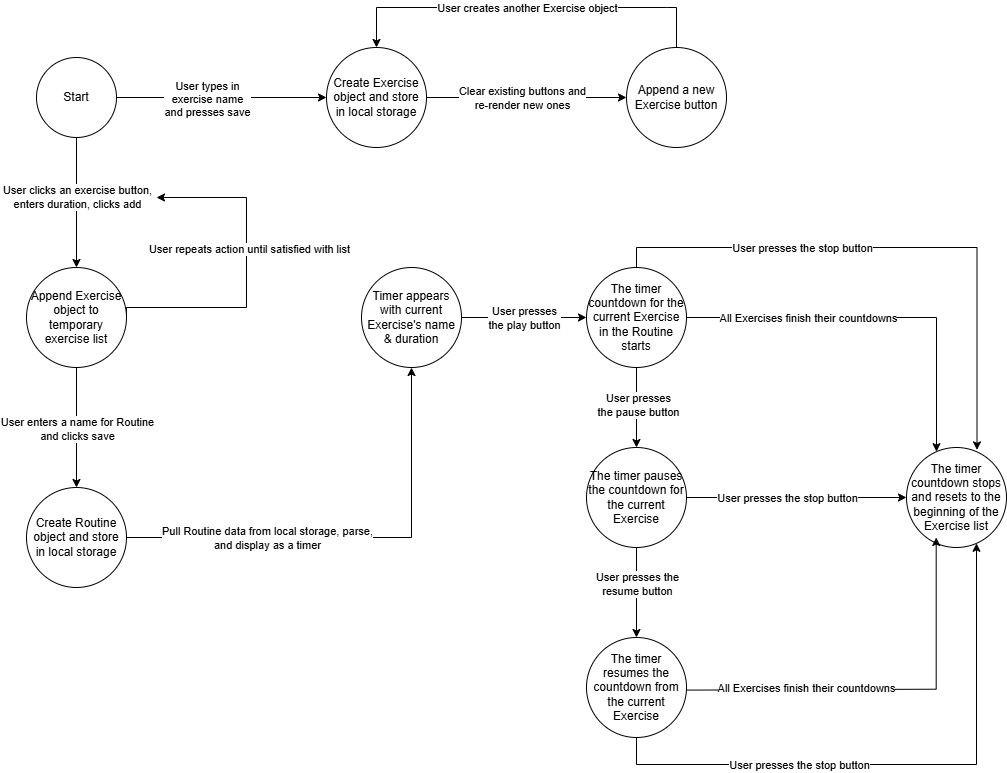 User creates another Exercise object
Start
User types in
exercise name
and presses save
Create Exercise
object and store
in local storage
Clear existing buttons and
re-render new ones
Append a new
Exercise button
User clicks an exercise button,
enters duration, clicks add
User repeats action until satisfied with list
Append Exercise
object to
temporary
exercise list
User enters a name for Routine
and clicks save
Create Routine
object and store
in local storage
Pull Routine data from local storage, parse,
and display as a timer
Timer appears
with current
Exercise's name
& duration
User presses
the play button
User presses the stop button
The timer
countdown for the
current Exercise
in the Routine
starts
All Exercises finish their countdowns
User presses
the pause button
The timer pauses
the countdown for
the current
Exercise
User presses the stop button
The timer
countdown stops
and resets to the
beginning of the
Exercise list
User presses the
resume button
The timer
resumes the
countdown from
the current
Exercise
All Exercises finish their countdowns
User presses the stop button